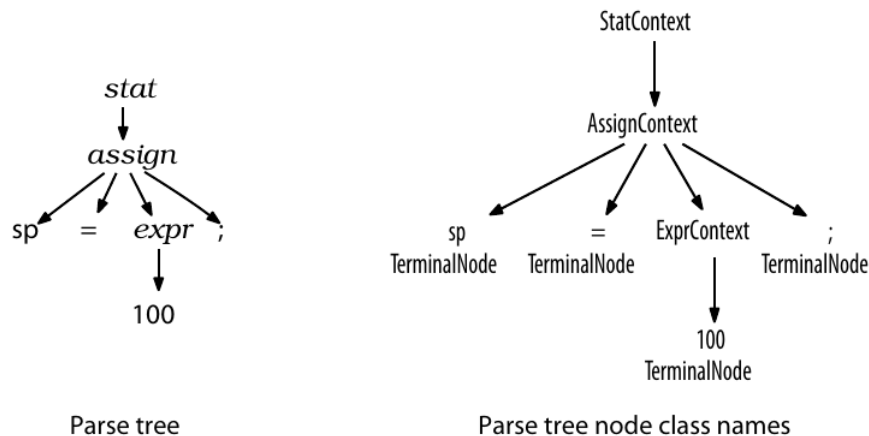 stat
assign
sp = expr ;
100
Parse tree
StatContext
AssignContext
sp = ExprContext ;
TerminalNode TerminalNode TerminalNode
100
TerminalNode
Parse tree node class names